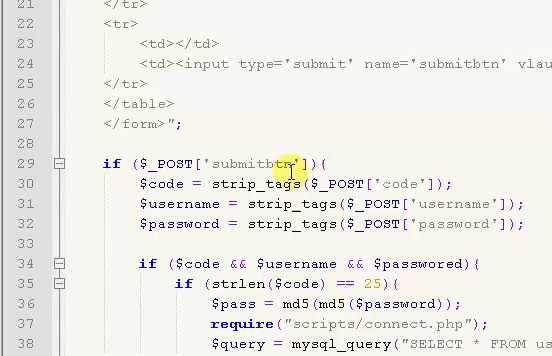 21 </tr>
22 <tr>
23 <td></td>
24 <td><input type='submit' name='submitbtn' vlau
25 </tr>
26 </table>
27 </form>";
28
29 if ($_POST['submitbtn']){
30 $code = strip_tags($_POST['code']);
31 $username = strip_tags($_POST['username']);
32 $password = strip_tags($_POST['password']);
33
34 if ($code && $username && $passwored){
35 if (strlen($code) == 25){
36 $pass = md5(md5($password));
37 require("scripts/connect.php");
38 $query = mysql_query("SELECT * FROM us